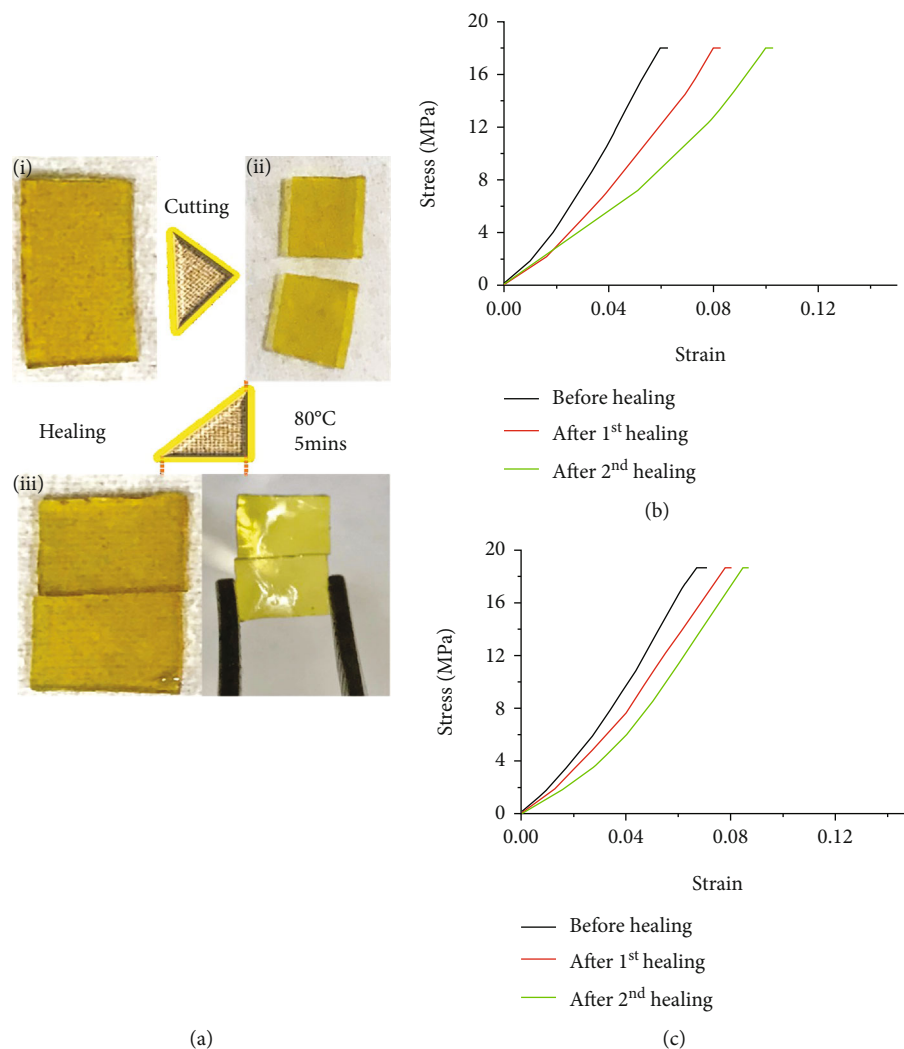 (i)
Cutting
(ii)
Healing
80°C
5mins
(iii)
(a)
20
16
12
8
4
0
Stress (MPa)
0.00
0.04
0.08
0.12
Strain
Before healing
After 1st healing
After 2nd healing
(b)
20
16
12
8
4
0
Stress (MPa)
0.00
0.04
0.08
0.12
Strain
Before healing
After 1st healing
After 2nd healing
(c)